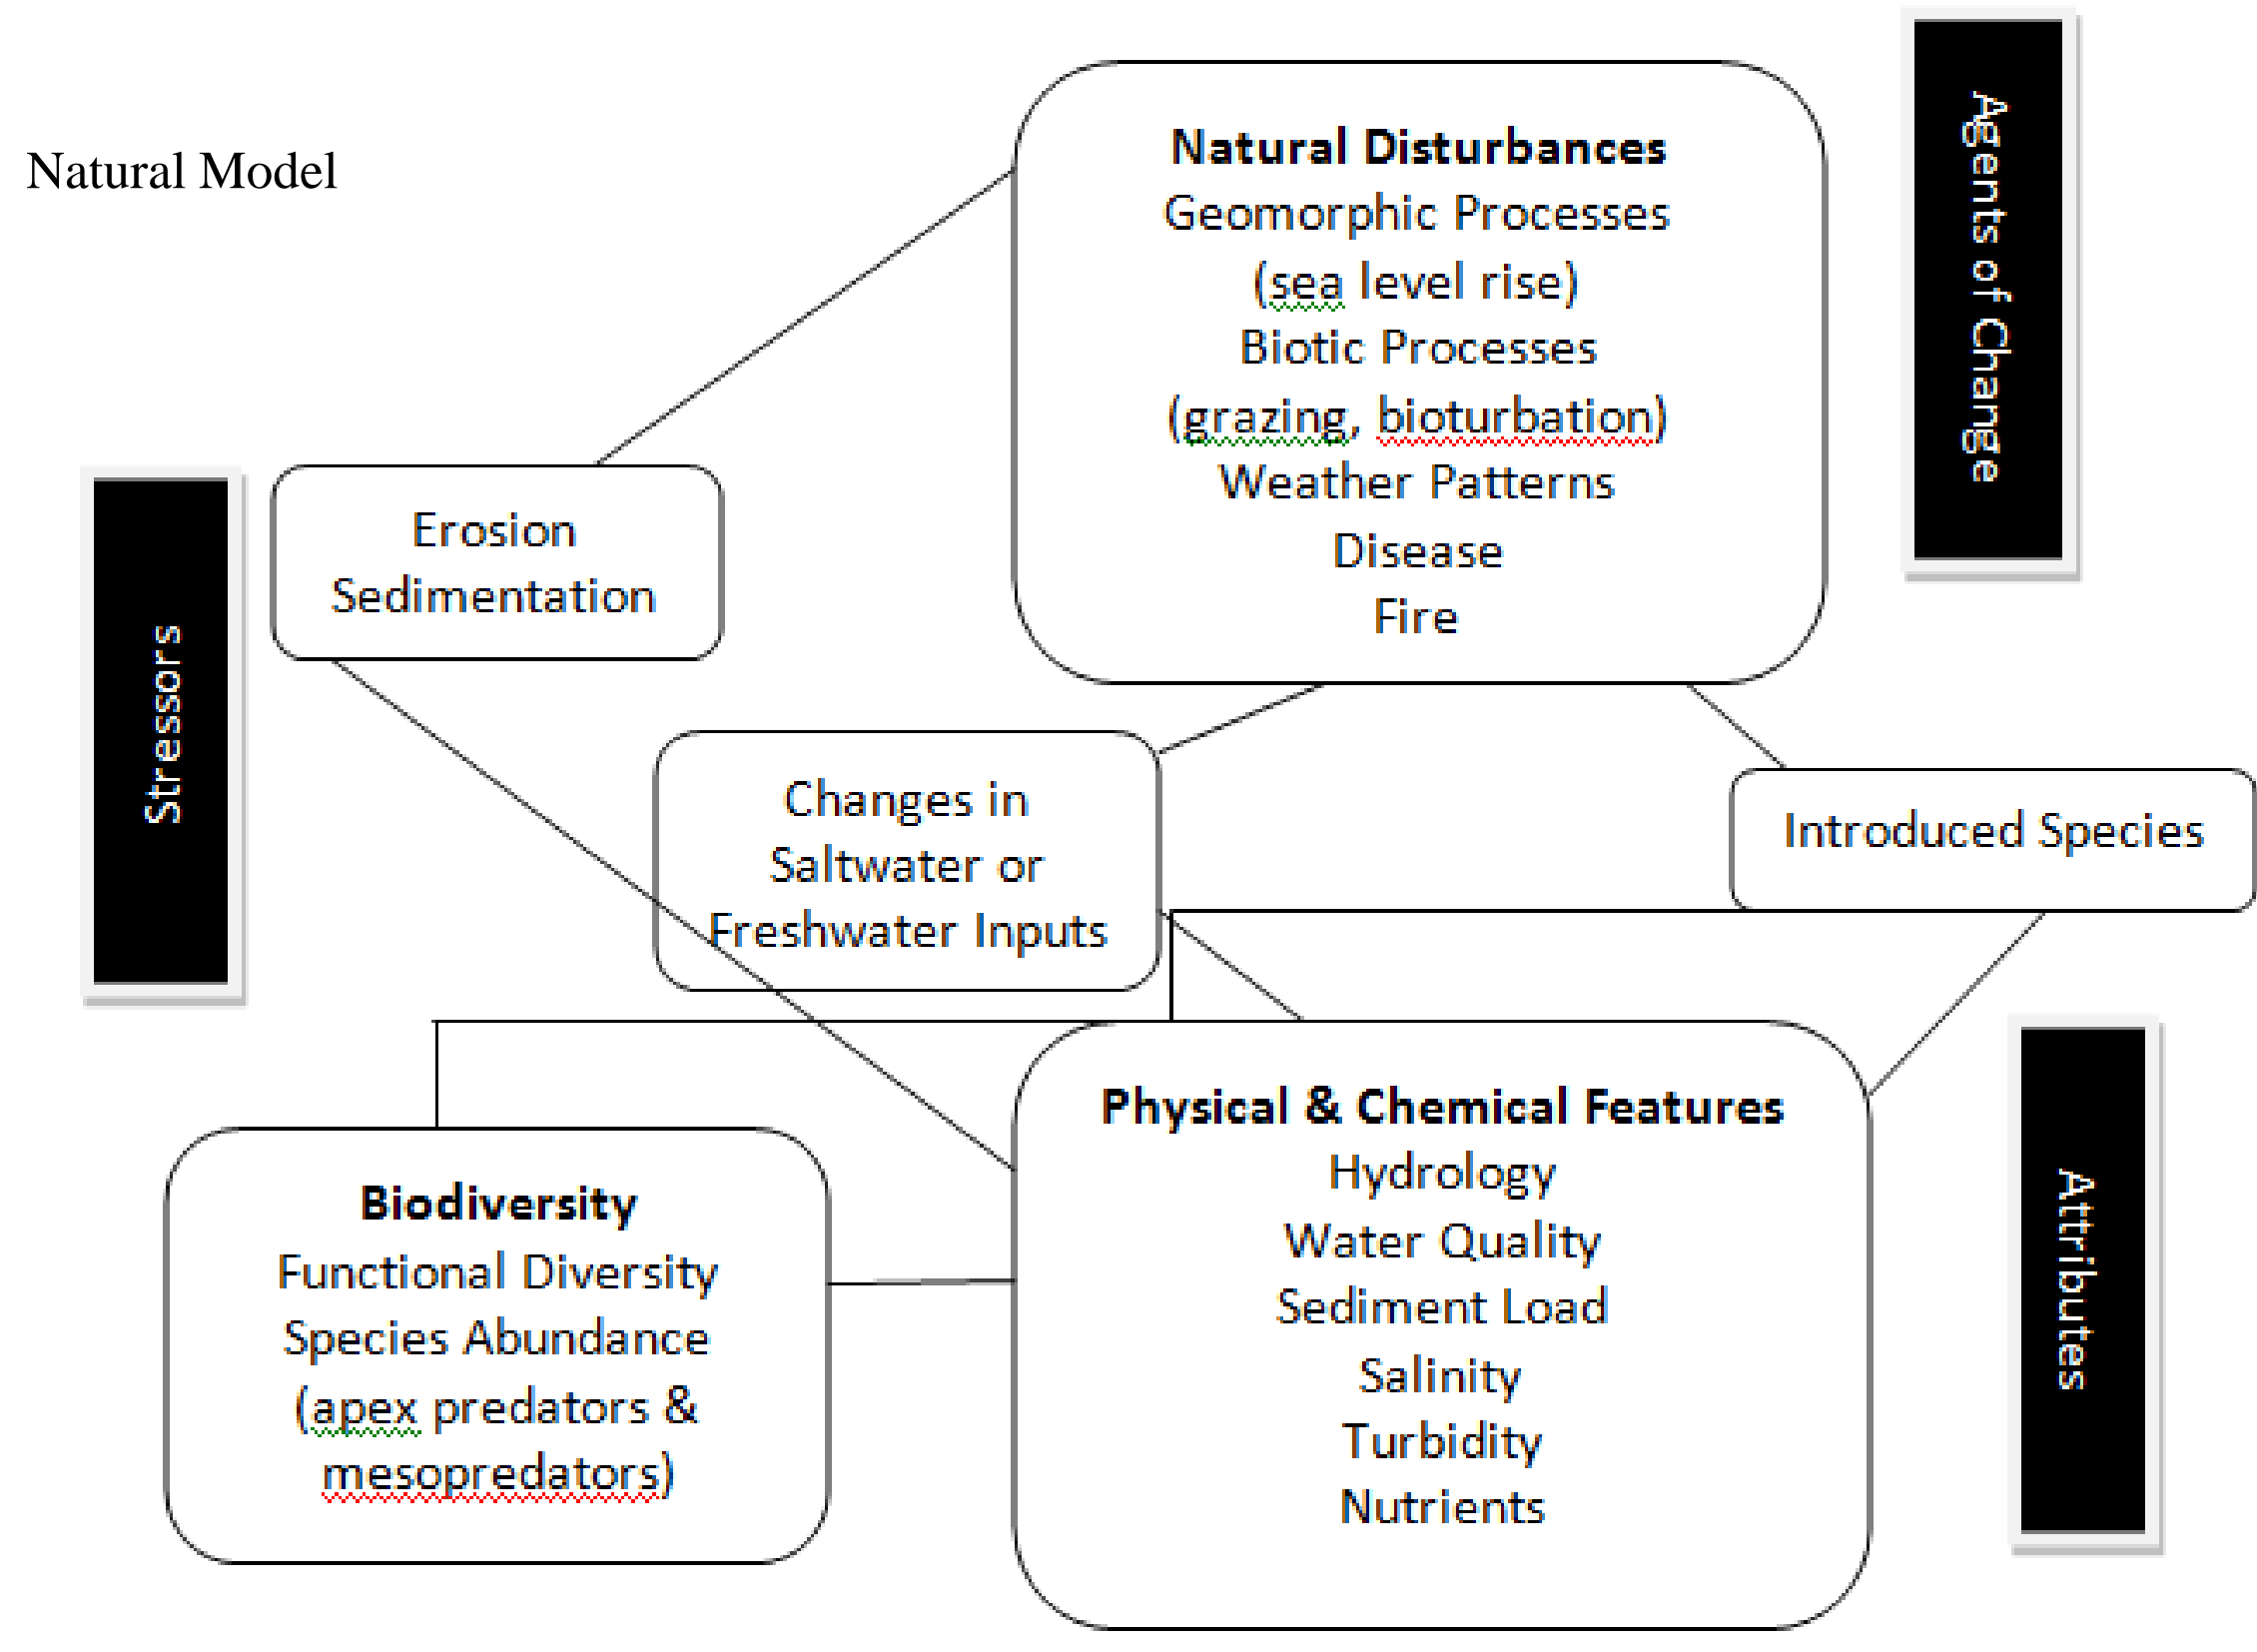 Natural Model
Natural Disturbances
Geomorphic Processes
(sea level rise)
Biotic Processes
(grazing, bioturbation)
Weather Patterns
Disease
Fire
Agents of Change
Erosion
Sedimentation
Stressors
Changes in
Saltwater or
Freshwater Inputs
Introduced Species
Biodiversity
Functional Diversity
Species Abundance
(apex predators &
mesopredators)
Physical & Chemical Features
Hydrology
Water Quality
Sediment Load
Salinity
Turbidity
Nutrients
Attributes